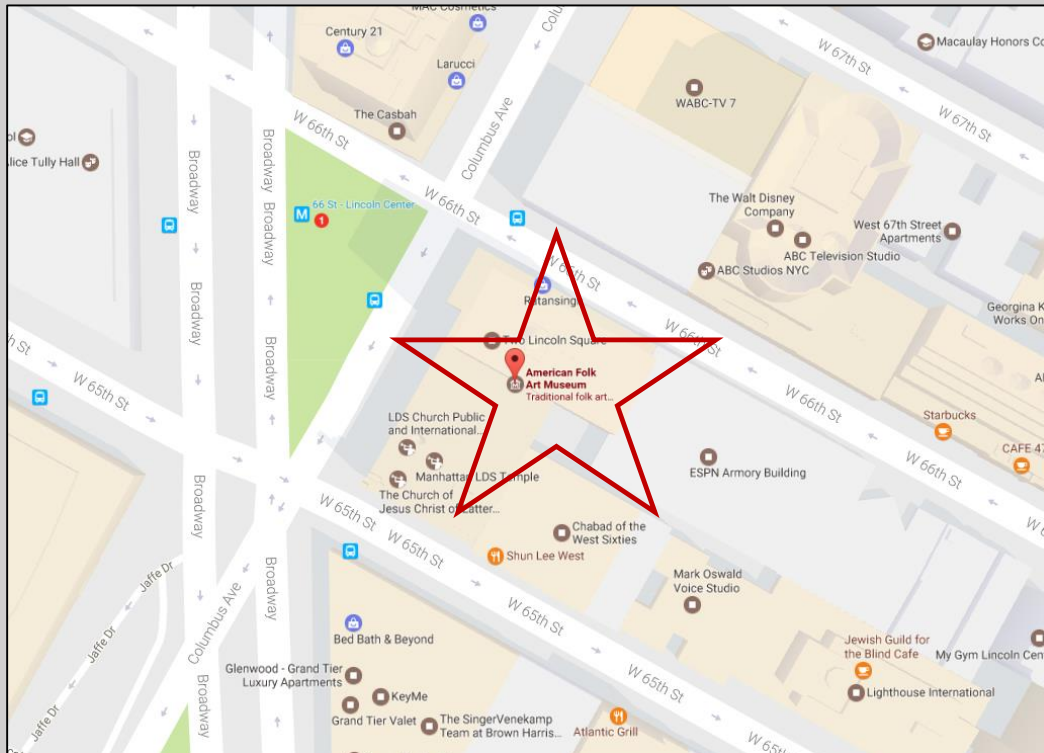 MAC Cosmetics
Century 21
Larucci
The Casbah
W 66th St
Columbus Ave
WABC-TV 7
W 67th St
Macaulay Honors Co
W 67th St
Alice Tully Hall
Broadway
Broadway
Broadway
66 St - Lincoln Center
M
1
W 66th St
The Walt Disney
Company
ABC Television Studio
ABC Studios NYC
West 67th Street
Apartments
Georgina K
Works On
Broadway
Broadway
W 66th St
Ratansingh
Two Lincoln Square
W 66th St
American Folk
Art Museum
Traditional folk art...
W 65th St
LDS Church Public
and International...
Manhattan LDS Temple
The Church of
Jesus Christ of Latter...
W 66th St
Starbucks
CAFE 47
ESPN Armory Building
W 66th St
Broadway
W 65th St
Chabad of the
West Sixties
Shun Lee West
Jaffe Dr
Columbus Ave
Broadway
W 65th St
Mark Oswald
Voice Studio
Bed Bath & Beyond
Jewish Guild for
the Blind Cafe
My Gym Lincoln Cen
Jaffe Dr
Glenwood - Grand Tier
Luxury Apartments
KeyMe
Grand Tier Valet
The SingerVenekamp
Team at Brown Harris...
Atlantic Grill
W 65th St
Lighthouse International
Broadway
Jaffe Dr
W 65th